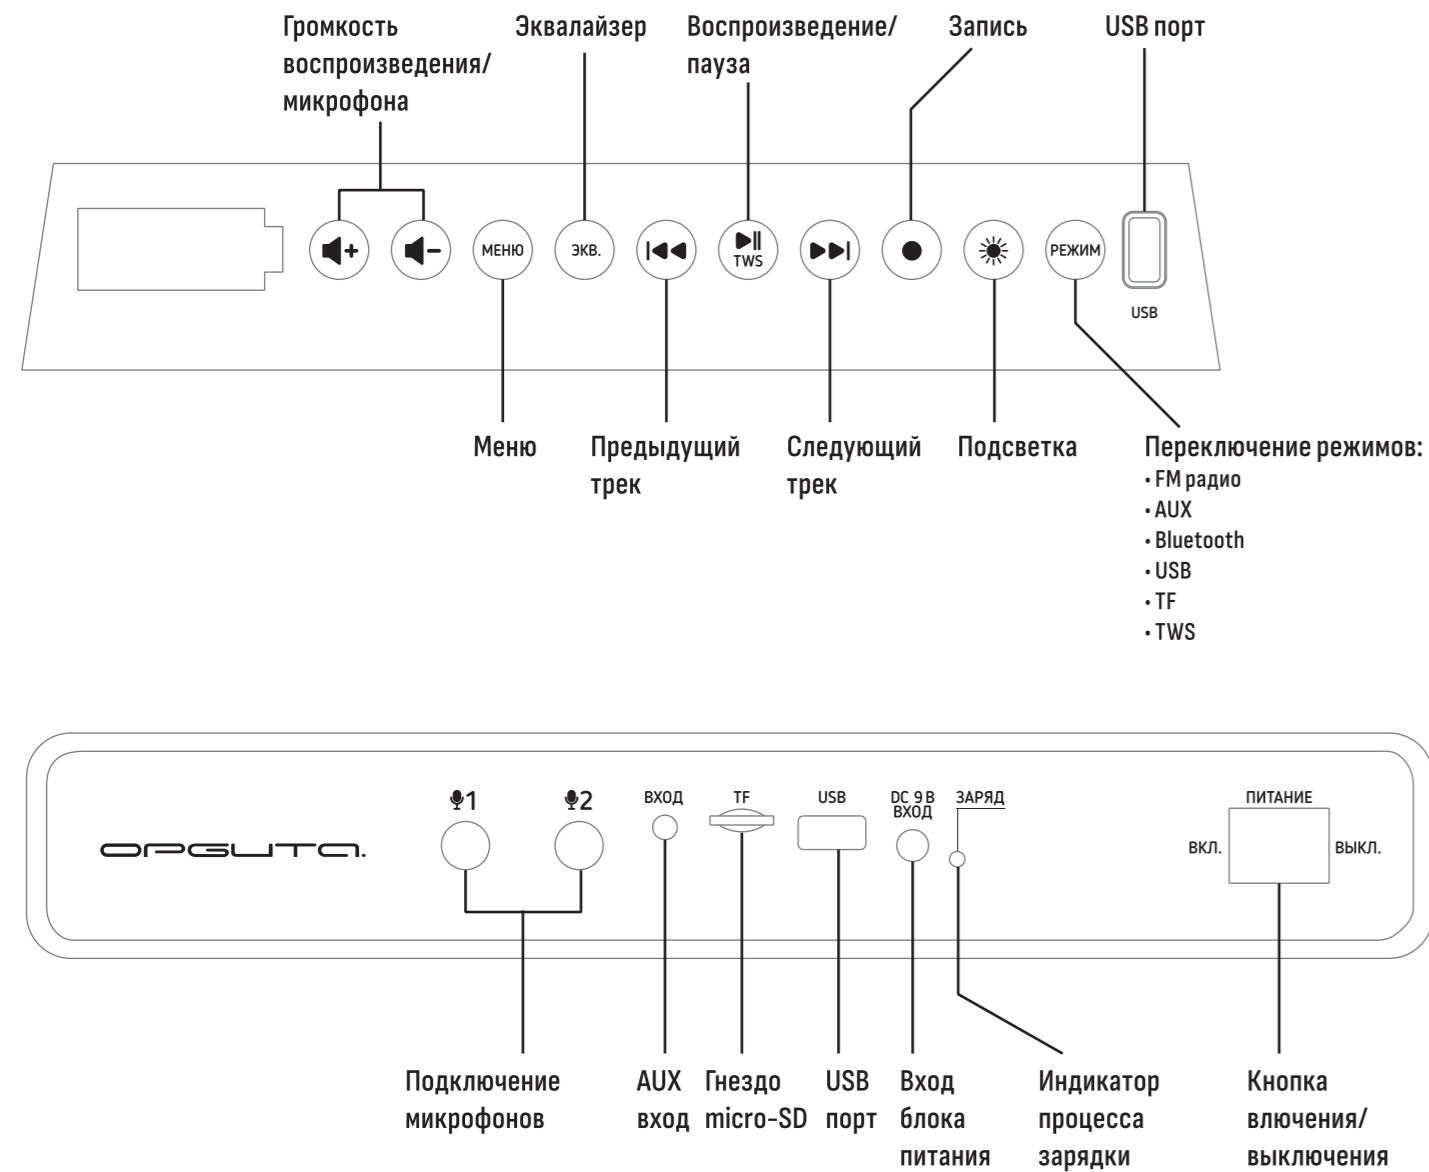 Громкость
воспроизведения/
микрофона
Эквалайзер
Воспроизведение/
пауза
Запись
USB порт
МЕНЮ
ЭКВ.
TWS
РЕЖИМ
USB
Меню
Предыдущий
трек
Следующий
трек
Подсветка
Переключение режимов:
• FM радио
• AUX
• Bluetooth
• USB
• TF
• TWS
1
2
ВХОД
TF
USB
DC 9 В
ВХОД
ЗАРЯД
ПИТАНИЕ
ВКЛ.
ВЫКЛ.
Подключение
микрофонов
AUX
вход
Гнездо
micro-SD
USB
порт
Вход
блока
питания
Индикатор
процесса
зарядки
Кнопка
влючения/
выключения